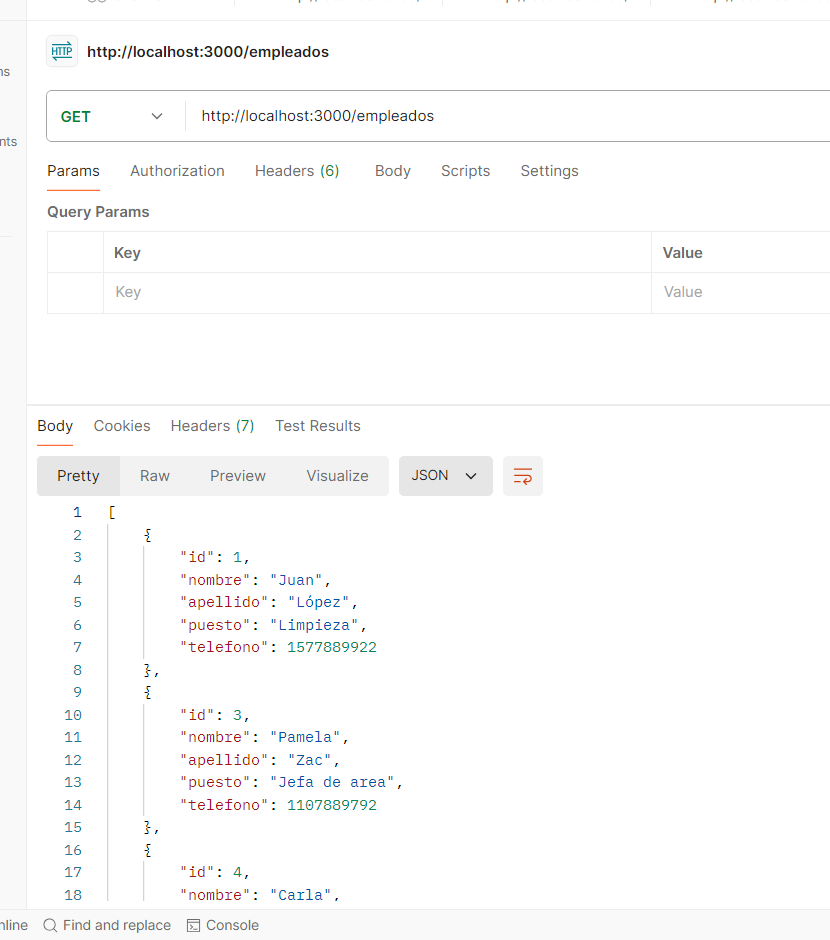 HTTP http://localhost:3000/empleados
ns
GET http://localhost:3000/empleados
nts
Params Authorization Headers (6) Body Scripts Settings
Query Params
Key Value
Key Value
Body Cookies Headers (7) Test Results
Pretty Raw Preview Visualize JSON
1 [
2 {
3 "id": 1,
4 "nombre": "Juan",
5 "apellido": "López",
6 "puesto": "Limpieza",
7 "telefono": 1577889922
8 },
9 {
10 "id": 3,
11 "nombre": "Pamela",
12 "apellido": "Zac",
13 "puesto": "Jefa de area",
14 "telefono": 1107889792
15 },
16 {
17 "id": 4,
18 "nombre": "Carla",
nline Find and replace Console